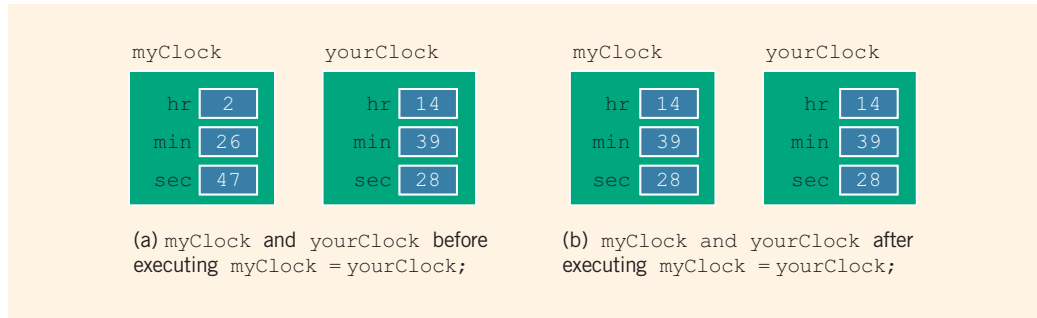 myClock
hr 2
min 26
sec 47
yourClock
hr 14
min 39
sec 28
(a) myClock and yourClock before
executing myClock = yourClock;
myClock
hr 14
min 39
sec 28
yourClock
hr 14
min 39
sec 28
(b) myClock and yourClock after
executing myClock = yourClock;